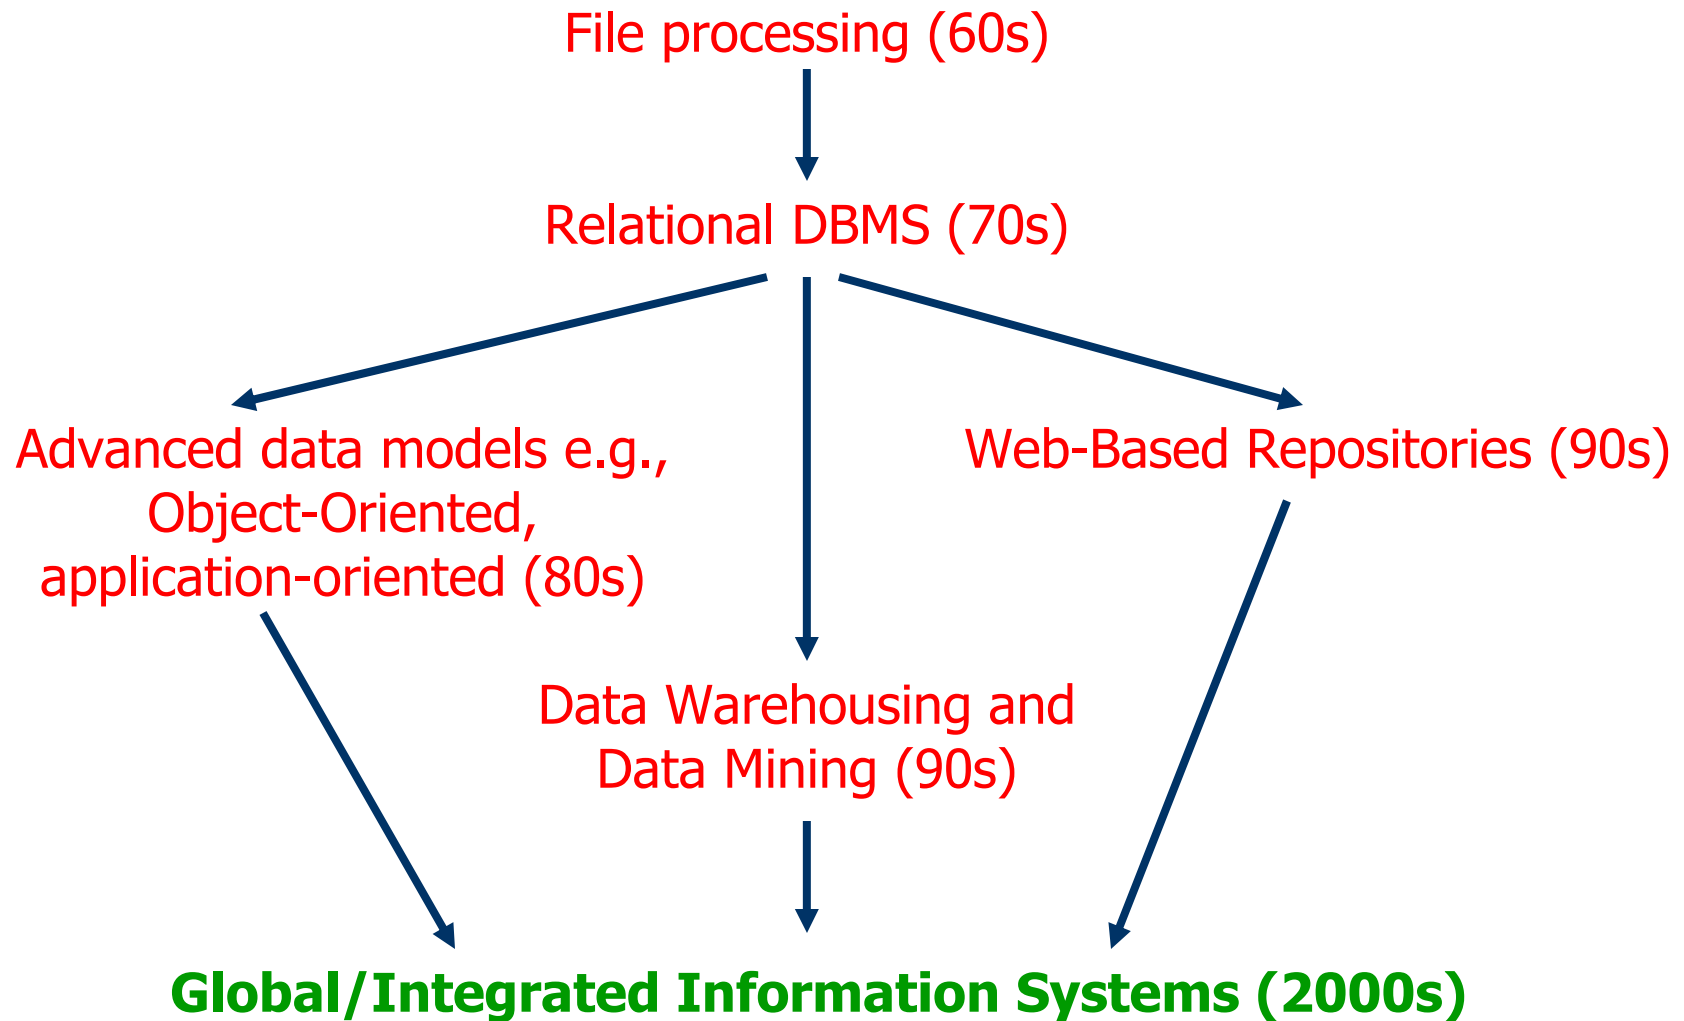 File processing (60s)
Relational DBMS (70s)
Advanced data models e.g.,
Object-Oriented,
application-oriented (80s)
Web-Based Repositories (90s)
Data Warehousing and
Data Mining (90s)
Global/Integrated Information Systems (2000s)